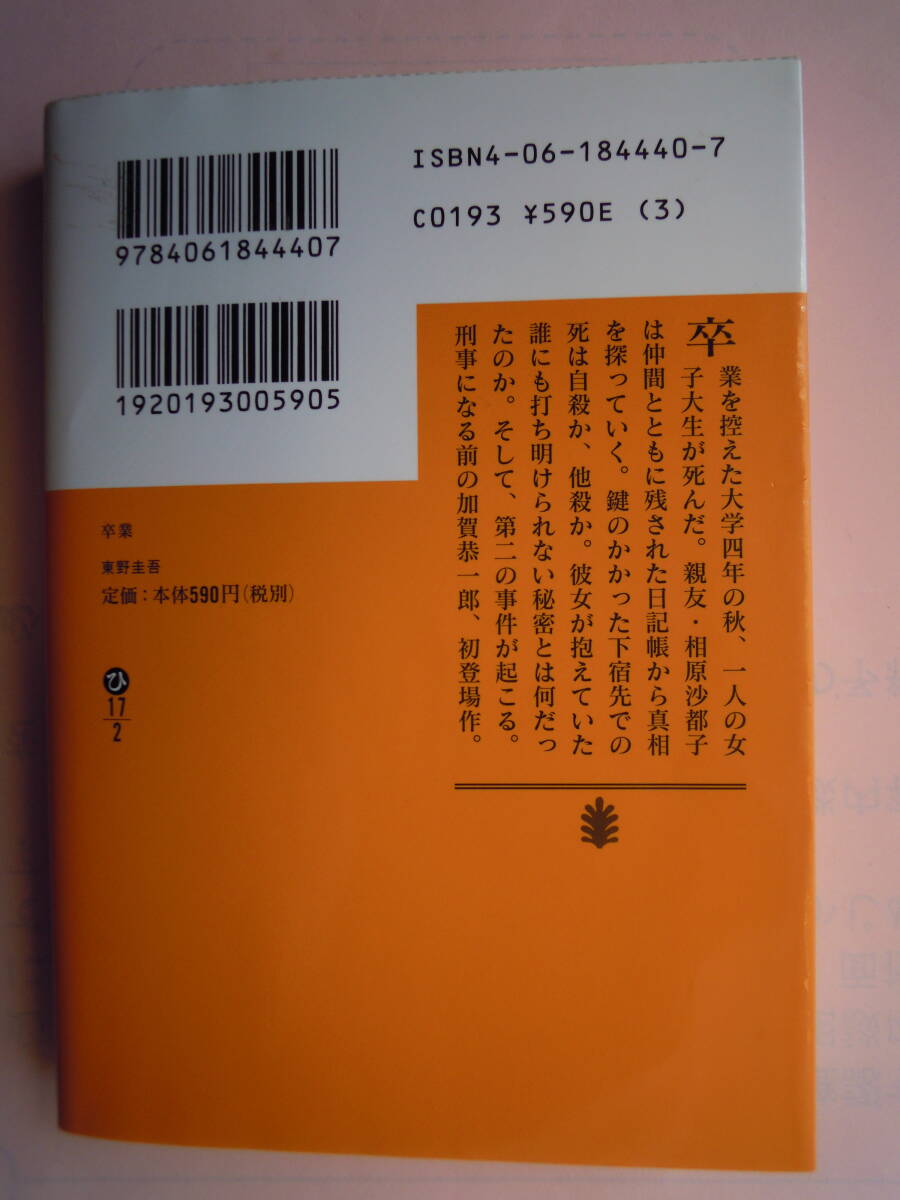 ISBN4-06-184440-7
C0193 ¥590E (3)
9784061844407
1920193005905
卒業を控えた大学四年の秋、一人の女
子大生が死んだ。親友・相原沙都子
は仲間とともに残された日記帳から真相
を探っていく。鍵のかかった下宿先での
死は自殺か、他殺か。彼女が抱えていた
誰にも打ち明けられない秘密とは何だっ
たのか。そして、第二の事件が起こる。
刑事になる前の加賀恭一郎、初登場作。
卒業
東野圭吾
定価：本体590円（税別）
ひ
17
2